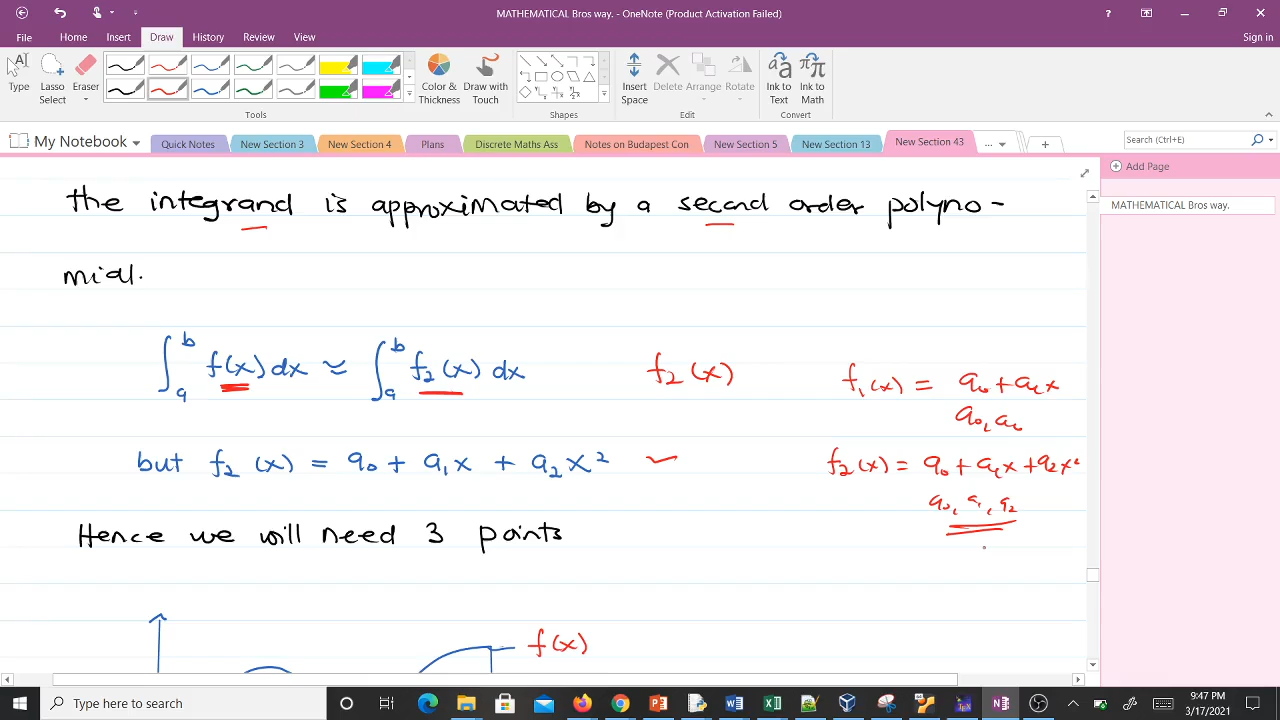 MATHEMATICAL Bros way. - OneNote (Product Activation Failed)
File Home Insert Draw History Review View Sign in
Type Lasso Select Eraser Color & Thickness Draw with Touch Insert Space Delete Arrange Rotate Ink to Text Ink to Math
Tools Shapes Edit Convert
My Notebook Quick Notes New Section 3 New Section 4 Plans Discrete Maths Ass Notes on Budapest Con New Section 5 New Section 13 New Section 43 ... Search (Ctrl+E)
Add Page
MATHEMATICAL Bros way.
the integrand is approximated by a second order polyno-
mial.
∫_a^b f(x) dx ≈ ∫_a^b f₂(x) dx f₂(x)
f₁(x) = a₀ + a₁x
a₀, a₁
but f₂(x) = a₀ + a₁x + a₂x² ✓
f₂(x) = a₀ + a₁x + a₂x²
a₀, a₁, a₂
Hence we will need 3 points
f(x)
Type here to search
9:47 PM
3/17/2021